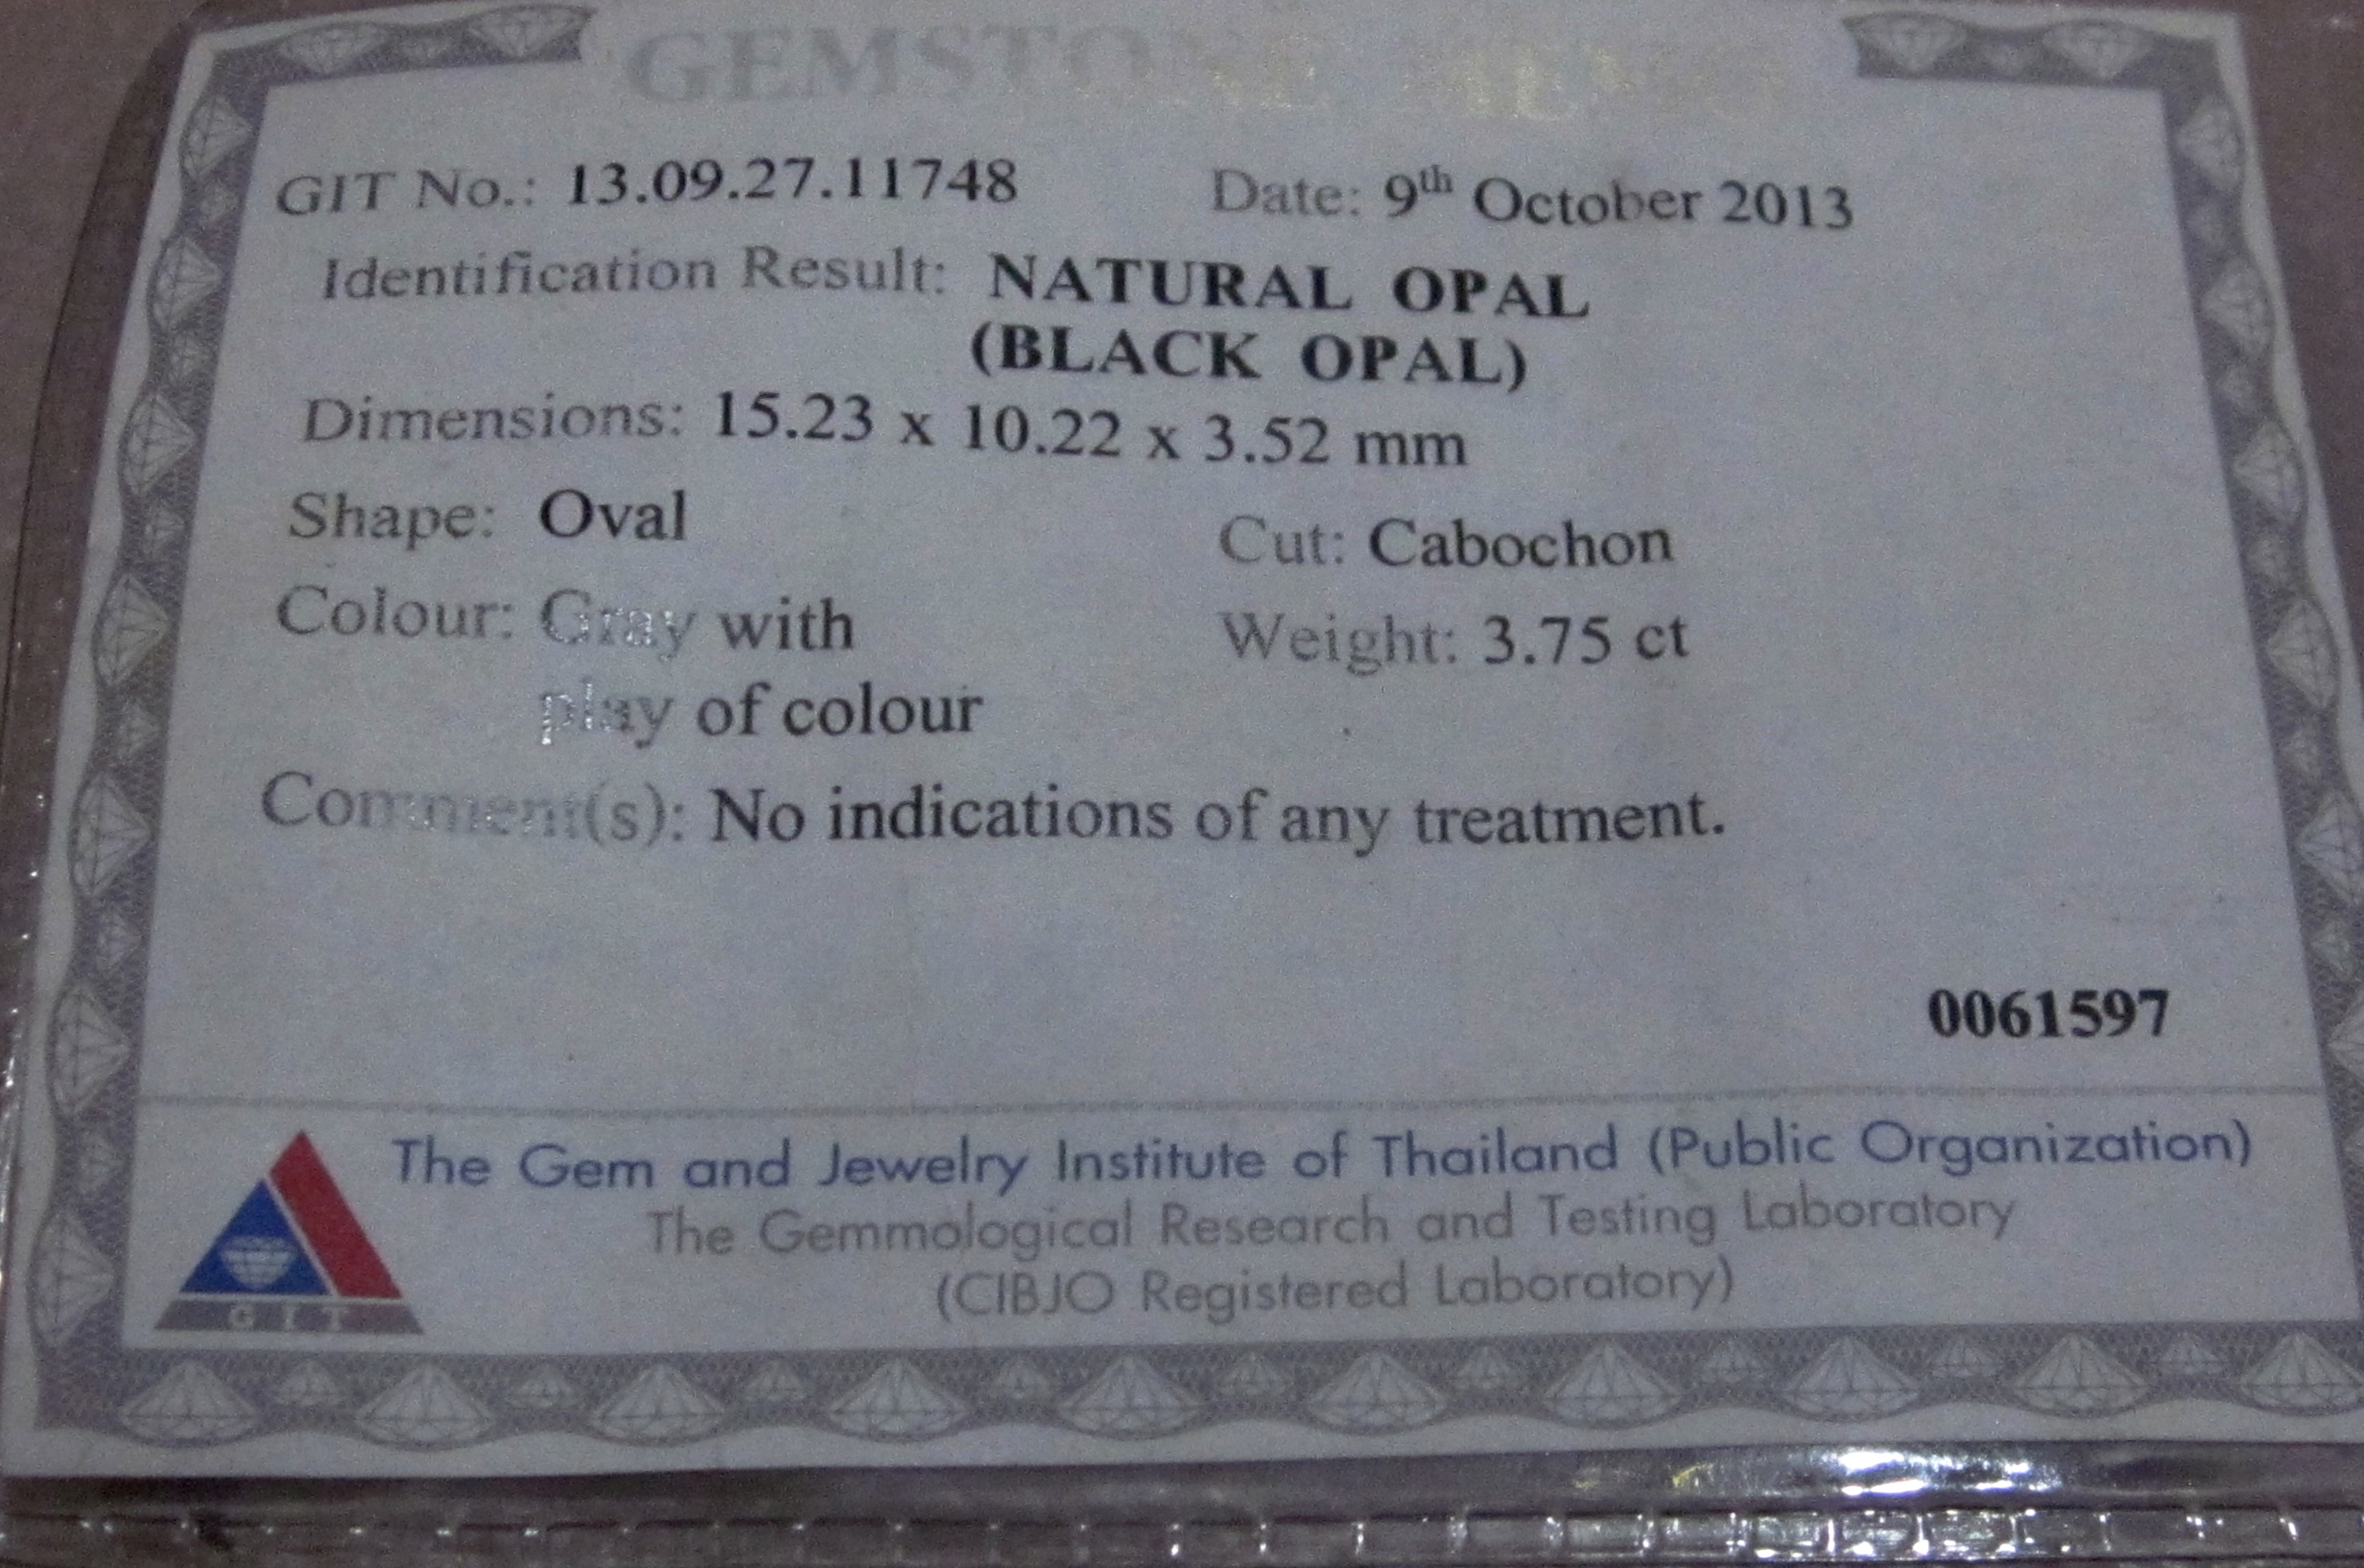 GEMSTONE
GIT No.: 13.09.27.11748 Date: 9th October 2013
Identification Result: NATURAL OPAL
(BLACK OPAL)
Dimensions: 15.23 x 10.22 x 3.52 mm
Shape: Oval Cut: Cabochon
Colour: Gray with Weight: 3.75 ct
play of colour
Comment(s): No indications of any treatment.
0061597
The Gem and Jewelry Institute of Thailand (Public Organization)
The Gemmological Research and Testing Laboratory
(CIBJO Registered Laboratory)
GIT